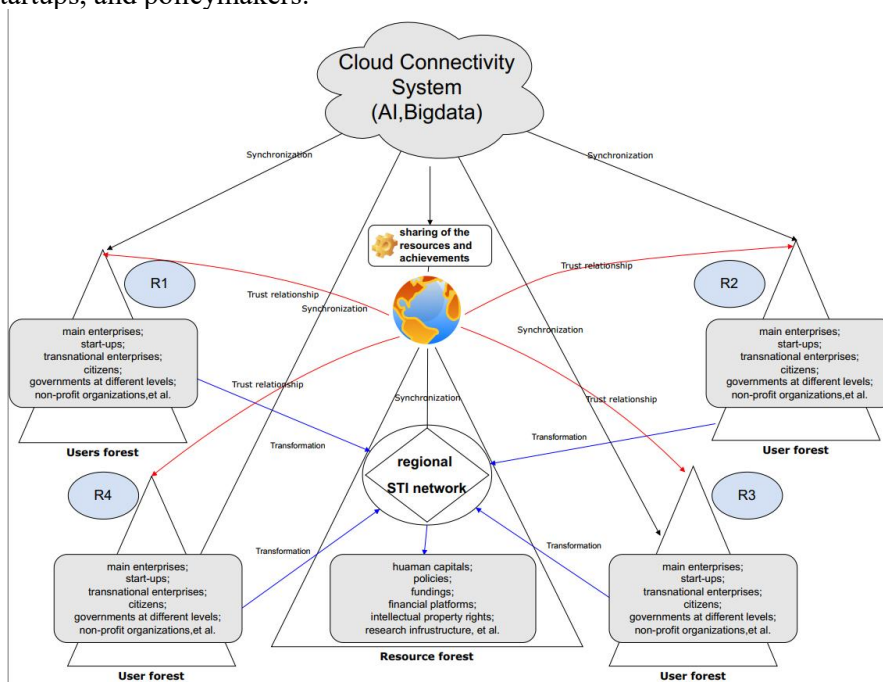 startups, and policymakers.
Cloud Connectivity
System
(AI,Bigdata)
Synchronization
Synchronization
sharing of the
resources and
achievements
R1
R2
Trust relationship
Trust relationship
Synchronization
Synchronization
main enterprises;
start-ups;
transnational enterprises;
citizens;
governments at different levels;
non-profit organizations,et al.
Users forest
main enterprises;
start-ups;
transnational enterprises;
citizens;
governments at different levels;
non-profit organizations,et al.
User forest
Trust relationship
Trust relationship
Synchronization
Transformation
Transformation
regional
STI network
R4
R3
Transformation
Transformation
main enterprises;
start-ups;
transnational enterprises;
citizens;
governments at different levels;
non-profit organizations,et al.
User forest
huaman capitals;
policies;
fundings;
financial platforms;
intellectual property rights;
research infrustructure, et al.
Resource forest
main enterprises;
start-ups;
transnational enterprises;
citizens;
governments at different levels;
non-profit organizations,et al.
User forest